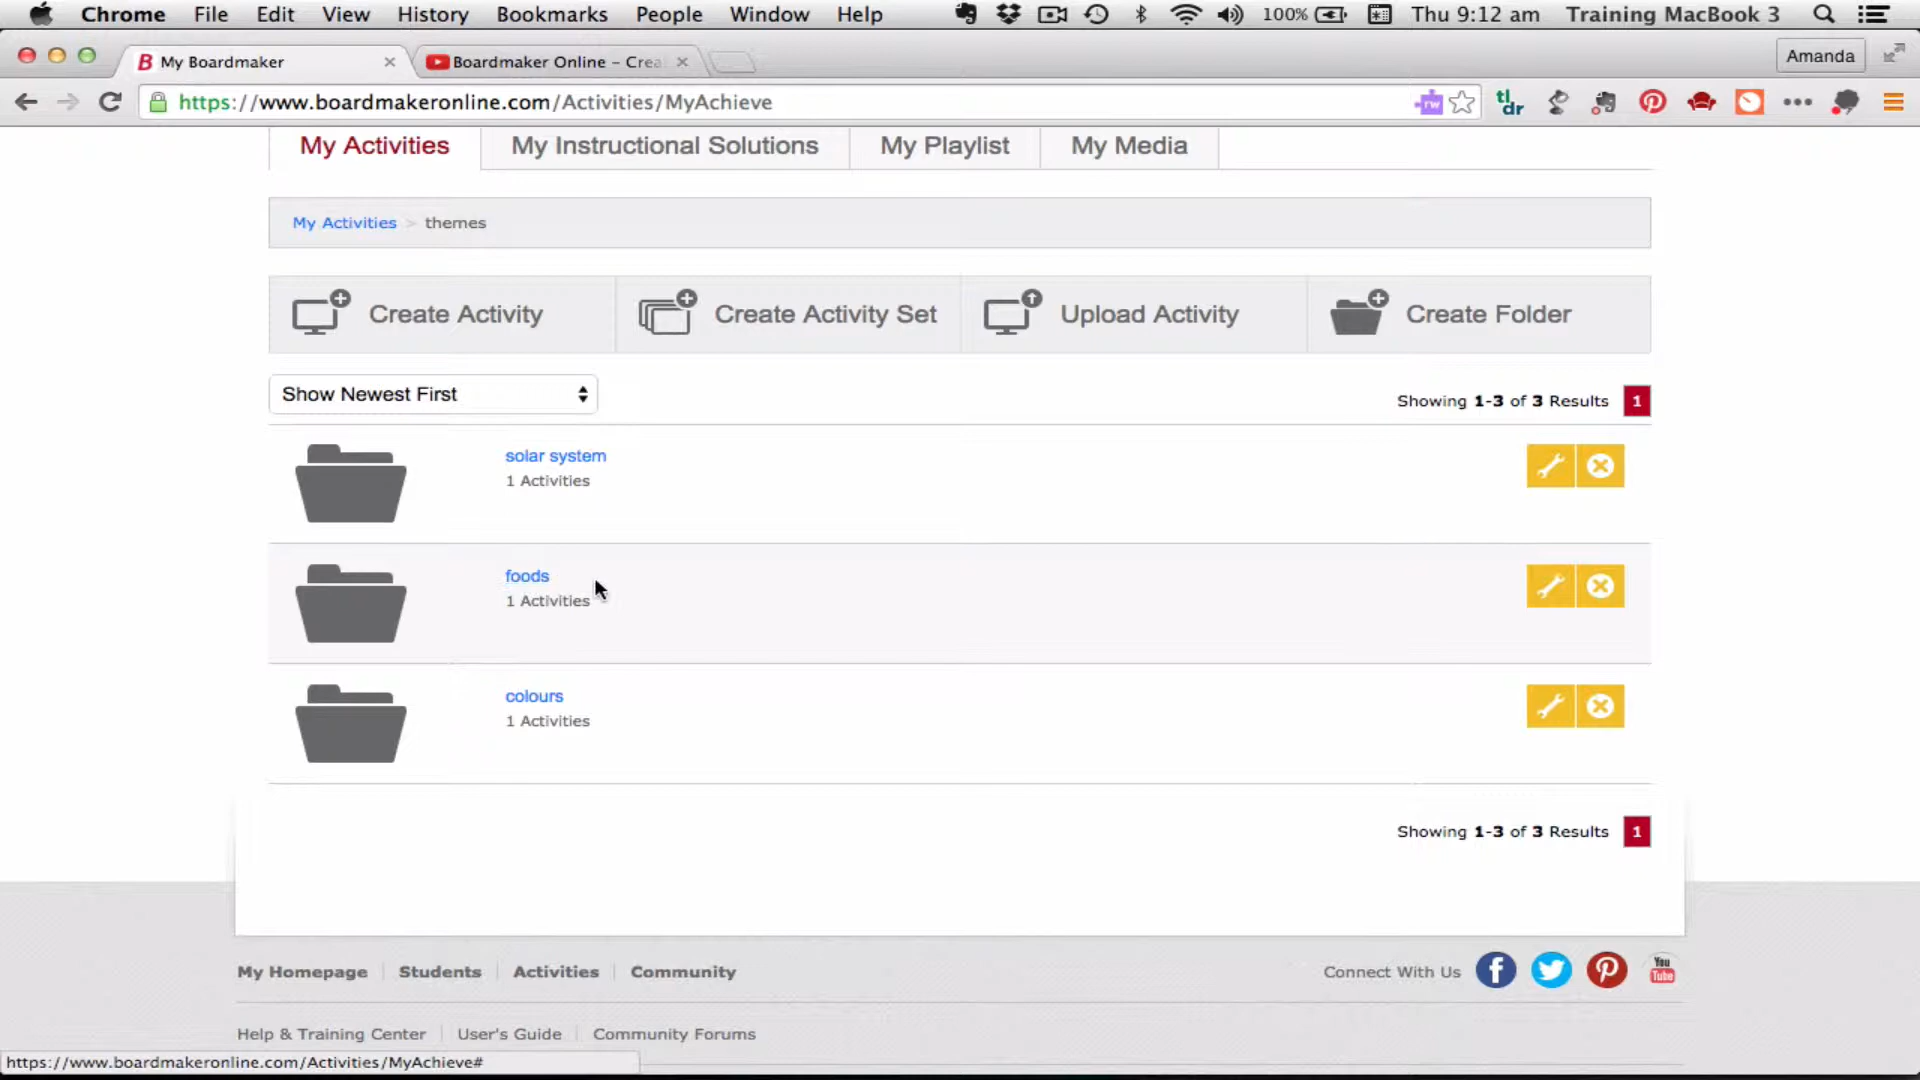 Chrome File Edit View History Bookmarks People Window Help 100% Thu 9:12 am Training MacBook 3
My Boardmaker Boardmaker Online – Crea Amanda
https://www.boardmakeronline.com/Activities/MyAchieve rw tl;dr
My Activities My Instructional Solutions My Playlist My Media
My Activities > themes
Create Activity Create Activity Set Upload Activity Create Folder
Show Newest First Showing 1-3 of 3 Results 1
solar system
1 Activities
foods
1 Activities
colours
1 Activities
Showing 1-3 of 3 Results 1
My Homepage Students Activities Community Connect With Us You Tube
Help & Training Center User's Guide Community Forums
https://www.boardmakeronline.com/Activities/MyAchieve#